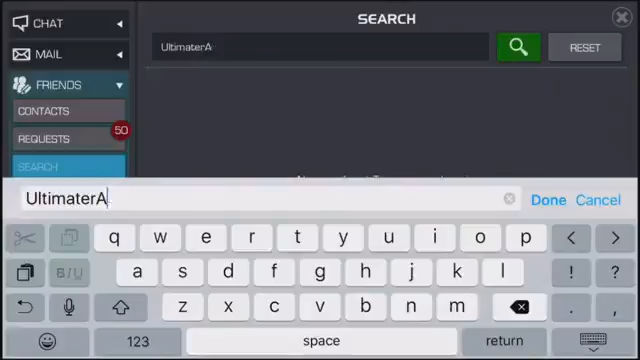 CHAT
SEARCH
UltimaterA
RESET
MAIL
FRIENDS
CONTACTS
REQUESTS
50
SEARCH
UltimaterA
Done Cancel
q w e r t y u i o p < >
B/U a s d f g h j k l ! ?
z x c v b n m . ,
123 space return